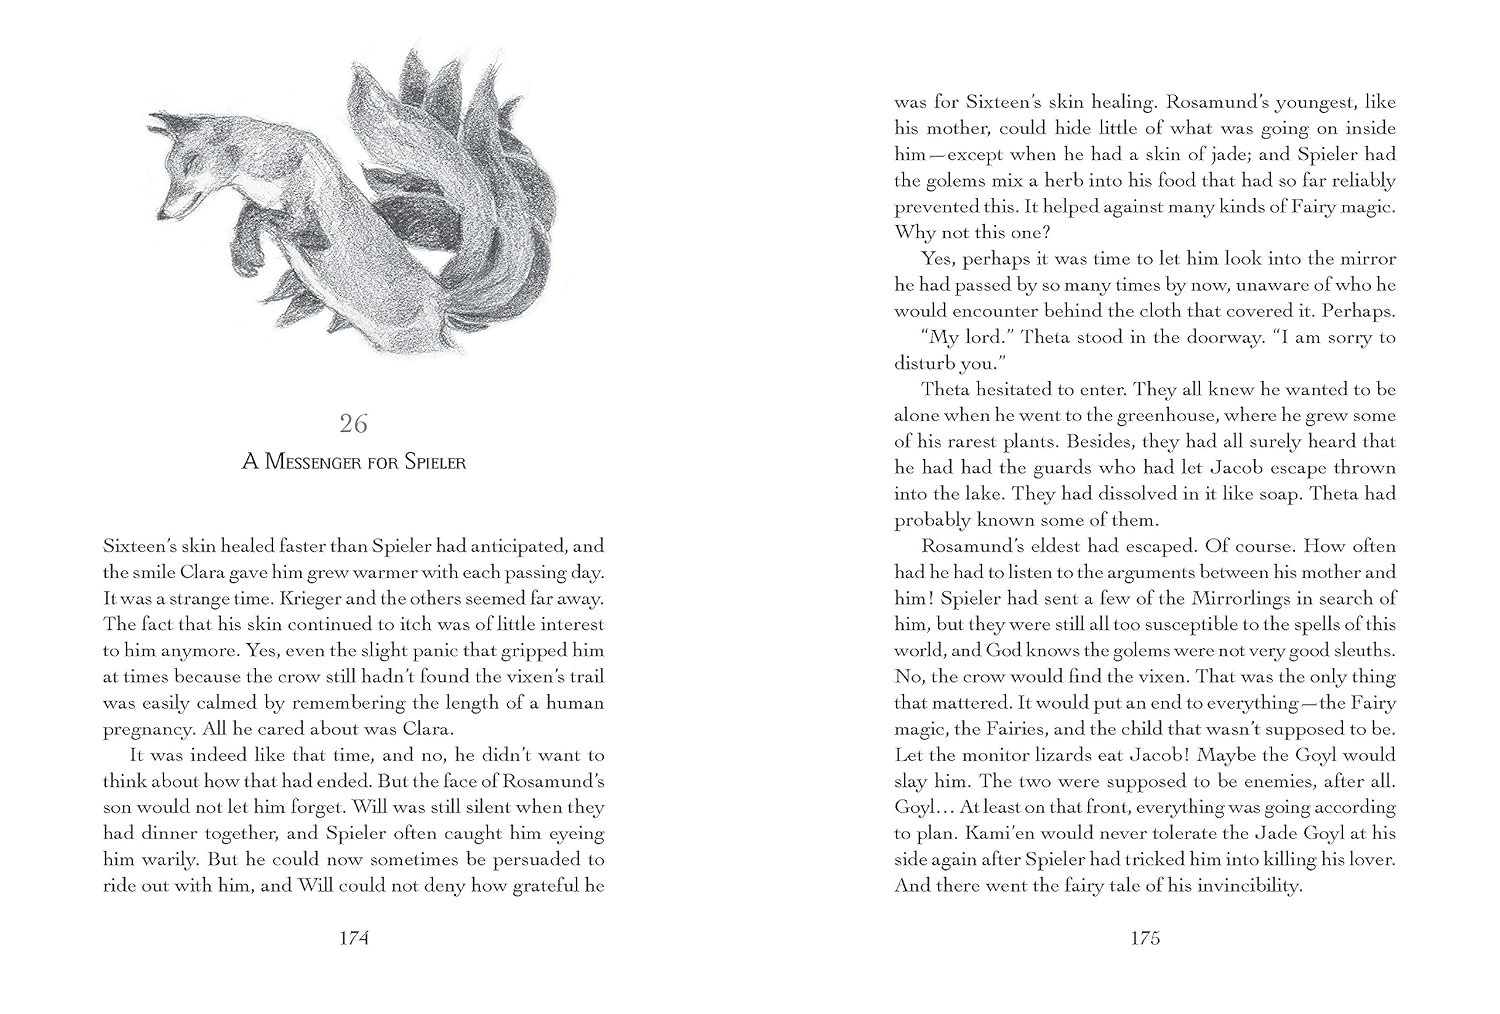 26
A Messenger for Spieler
Sixteen’s skin healed faster than Spieler had anticipated, and
the smile Clara gave him grew warmer with each passing day.
It was a strange time. Krieger and the others seemed far away.
The fact that his skin continued to itch was of little interest
to him anymore. Yes, even the slight panic that gripped him
at times because the crow still hadn’t found the vixen’s trail
was easily calmed by remembering the length of a human
pregnancy. All he cared about was Clara.
It was indeed like that time, and no, he didn’t want to
think about how that had ended. But the face of Rosamund’s
son would not let him forget. Will was still silent when they
had dinner together, and Spieler often caught him eyeing
him warily. But he could now sometimes be persuaded to
ride out with him, and Will could not deny how grateful he
174
was for Sixteen’s skin healing. Rosamund’s youngest, like
his mother, could hide little of what was going on inside
him—except when he had a skin of jade; and Spieler had
the golems mix a herb into his food that had so far reliably
prevented this. It helped against many kinds of Fairy magic.
Why not this one?
Yes, perhaps it was time to let him look into the mirror
he had passed by so many times by now, unaware of who he
would encounter behind the cloth that covered it. Perhaps.
“My lord.” Theta stood in the doorway. “I am sorry to
disturb you.”
Theta hesitated to enter. They all knew he wanted to be
alone when he went to the greenhouse, where he grew some
of his rarest plants. Besides, they had all surely heard that
he had had the guards who had let Jacob escape thrown
into the lake. They had dissolved in it like soap. Theta had
probably known some of them.
Rosamund’s eldest had escaped. Of course. How often
had he had to listen to the arguments between his mother and
him! Spieler had sent a few of the Mirrorlings in search of
him, but they were still all too susceptible to the spells of this
world, and God knows the golems were not very good sleuths.
No, the crow would find the vixen. That was the only thing
that mattered. It would put an end to everything—the Fairy
magic, the Fairies, and the child that wasn’t supposed to be.
Let the monitor lizards eat Jacob! Maybe the Goyl would
slay him. The two were supposed to be enemies, after all.
Goyl… At least on that front, everything was going according
to plan. Kami’en would never tolerate the Jade Goyl at his
side again after Spieler had tricked him into killing his lover.
And there went the fairy tale of his invincibility.
175